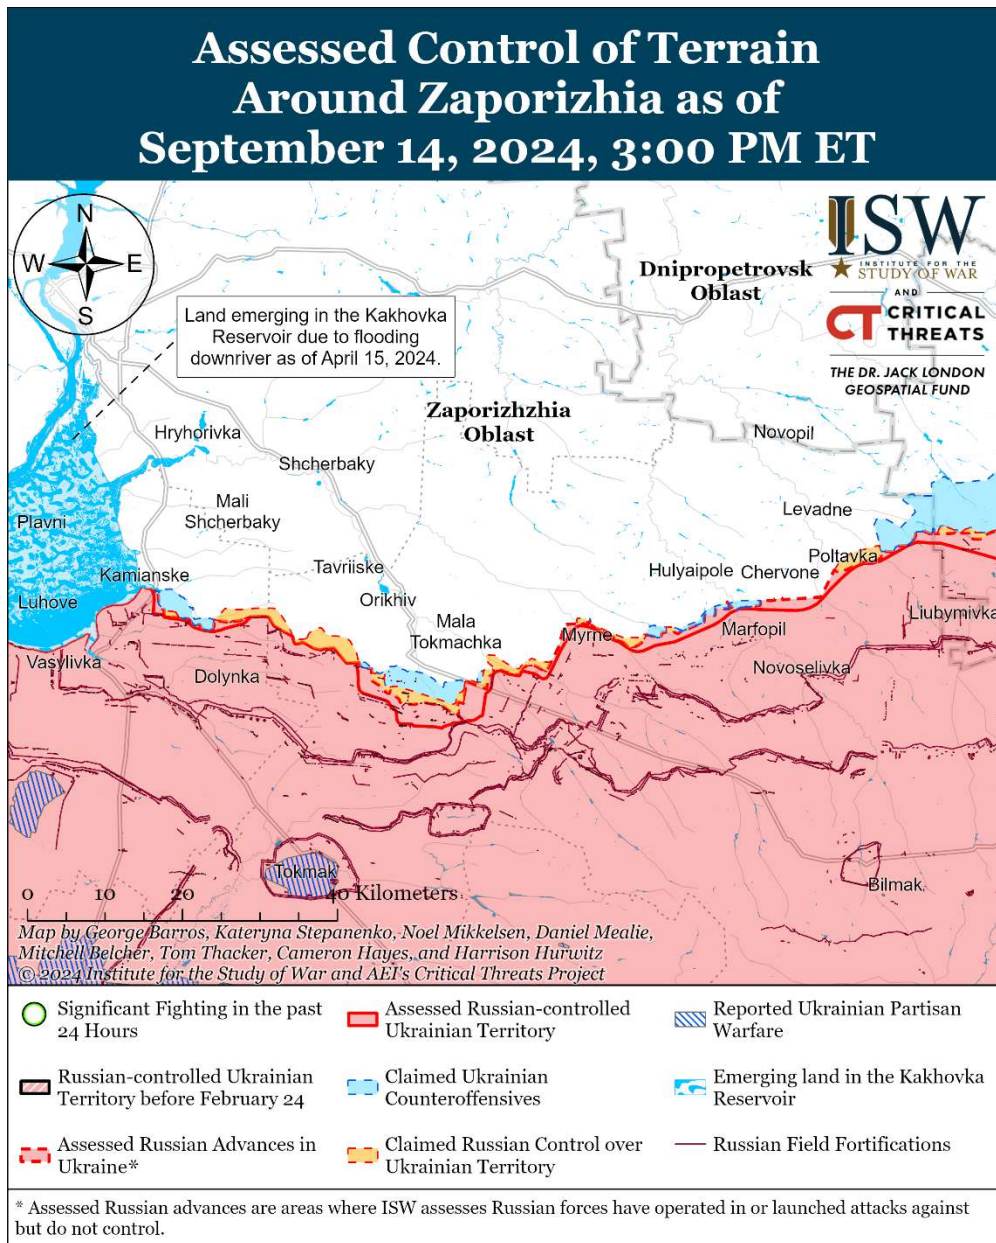 Assessed Control of Terrain
Around Zaporizhia as of
September 14, 2024, 3:00 PM ET
N
W
E
S
ISW
INSTITUTE FOR THE
STUDY OF WAR
AND
CT CRITICAL
THREATS
THE DR. JACK LONDON
GEOSPATIAL FUND
Dnipropetrovsk
Oblast
Land emerging in the Kakhovka
Reservoir due to flooding
downriver as of April 15, 2024.
Zaporizhzhia
Oblast
Hryhorivka
Novopil
Shcherbaky
Mali
Shcherbaky
Levadne
Plavni
Poltavka
Tavriiske
Hulyaipole
Chervone
Kamianske
Orikhiv
Luhove
Mala
Tokmachka
Myrne
Marfopil
Liubymivka
Vasylivka
Dolynka
Novoselivka
Tokmak
Bilmak
0 10 20 40 Kilometers
Map by George Barros, Kateryna Stepanenko, Noel Mikkelsen, Daniel Mealie,
Mitchell Belcher, Tom Thacker, Cameron Hayes, and Harrison Hurwitz
© 2024 Institute for the Study of War and AEI's Critical Threats Project
Significant Fighting in the past
24 Hours
Assessed Russian-controlled
Ukrainian Territory
Reported Ukrainian Partisan
Warfare
Russian-controlled Ukrainian
Territory before February 24
Claimed Ukrainian
Counteroffensives
Emerging land in the Kakhovka
Reservoir
Assessed Russian Advances in
Ukraine*
Claimed Russian Control over
Ukrainian Territory
Russian Field Fortifications
* Assessed Russian advances are areas where ISW assesses Russian forces have operated in or launched attacks against
but do not control.